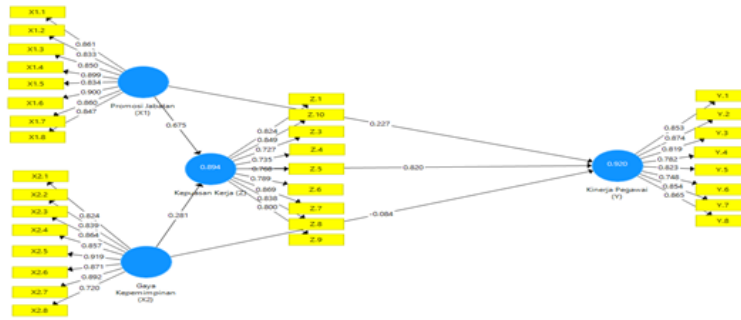 X1.1
X1.2
X1.3
X1.4
X1.5
X1.6
X1.7
X1.8
0.861
0.833
0.850
0.899
0.834
0.900
0.860
0.847
Promosi Jabatan
(X1)
0.675
0.227
Z.1
Z.10
Z.3
Z.4
Z.5
Z.6
Z.7
Z.8
Z.9
0.824
0.849
0.727
0.735
0.768
0.789
0.869
0.838
0.800
0.894
Kepuasan Kerja (Z)
0.820
0.281
-0.084
X2.1
X2.2
X2.3
X2.4
X2.5
X2.6
X2.7
X2.8
0.824
0.839
0.864
0.857
0.919
0.871
0.892
0.720
Gaya
Kepemimpinan
(X2)
0.920
Kinerja Pegawai
(Y)
0.853
0.874
0.819
0.782
0.823
0.748
0.854
0.865
Y.1
Y.2
Y.3
Y.4
Y.5
Y.6
Y.7
Y.8